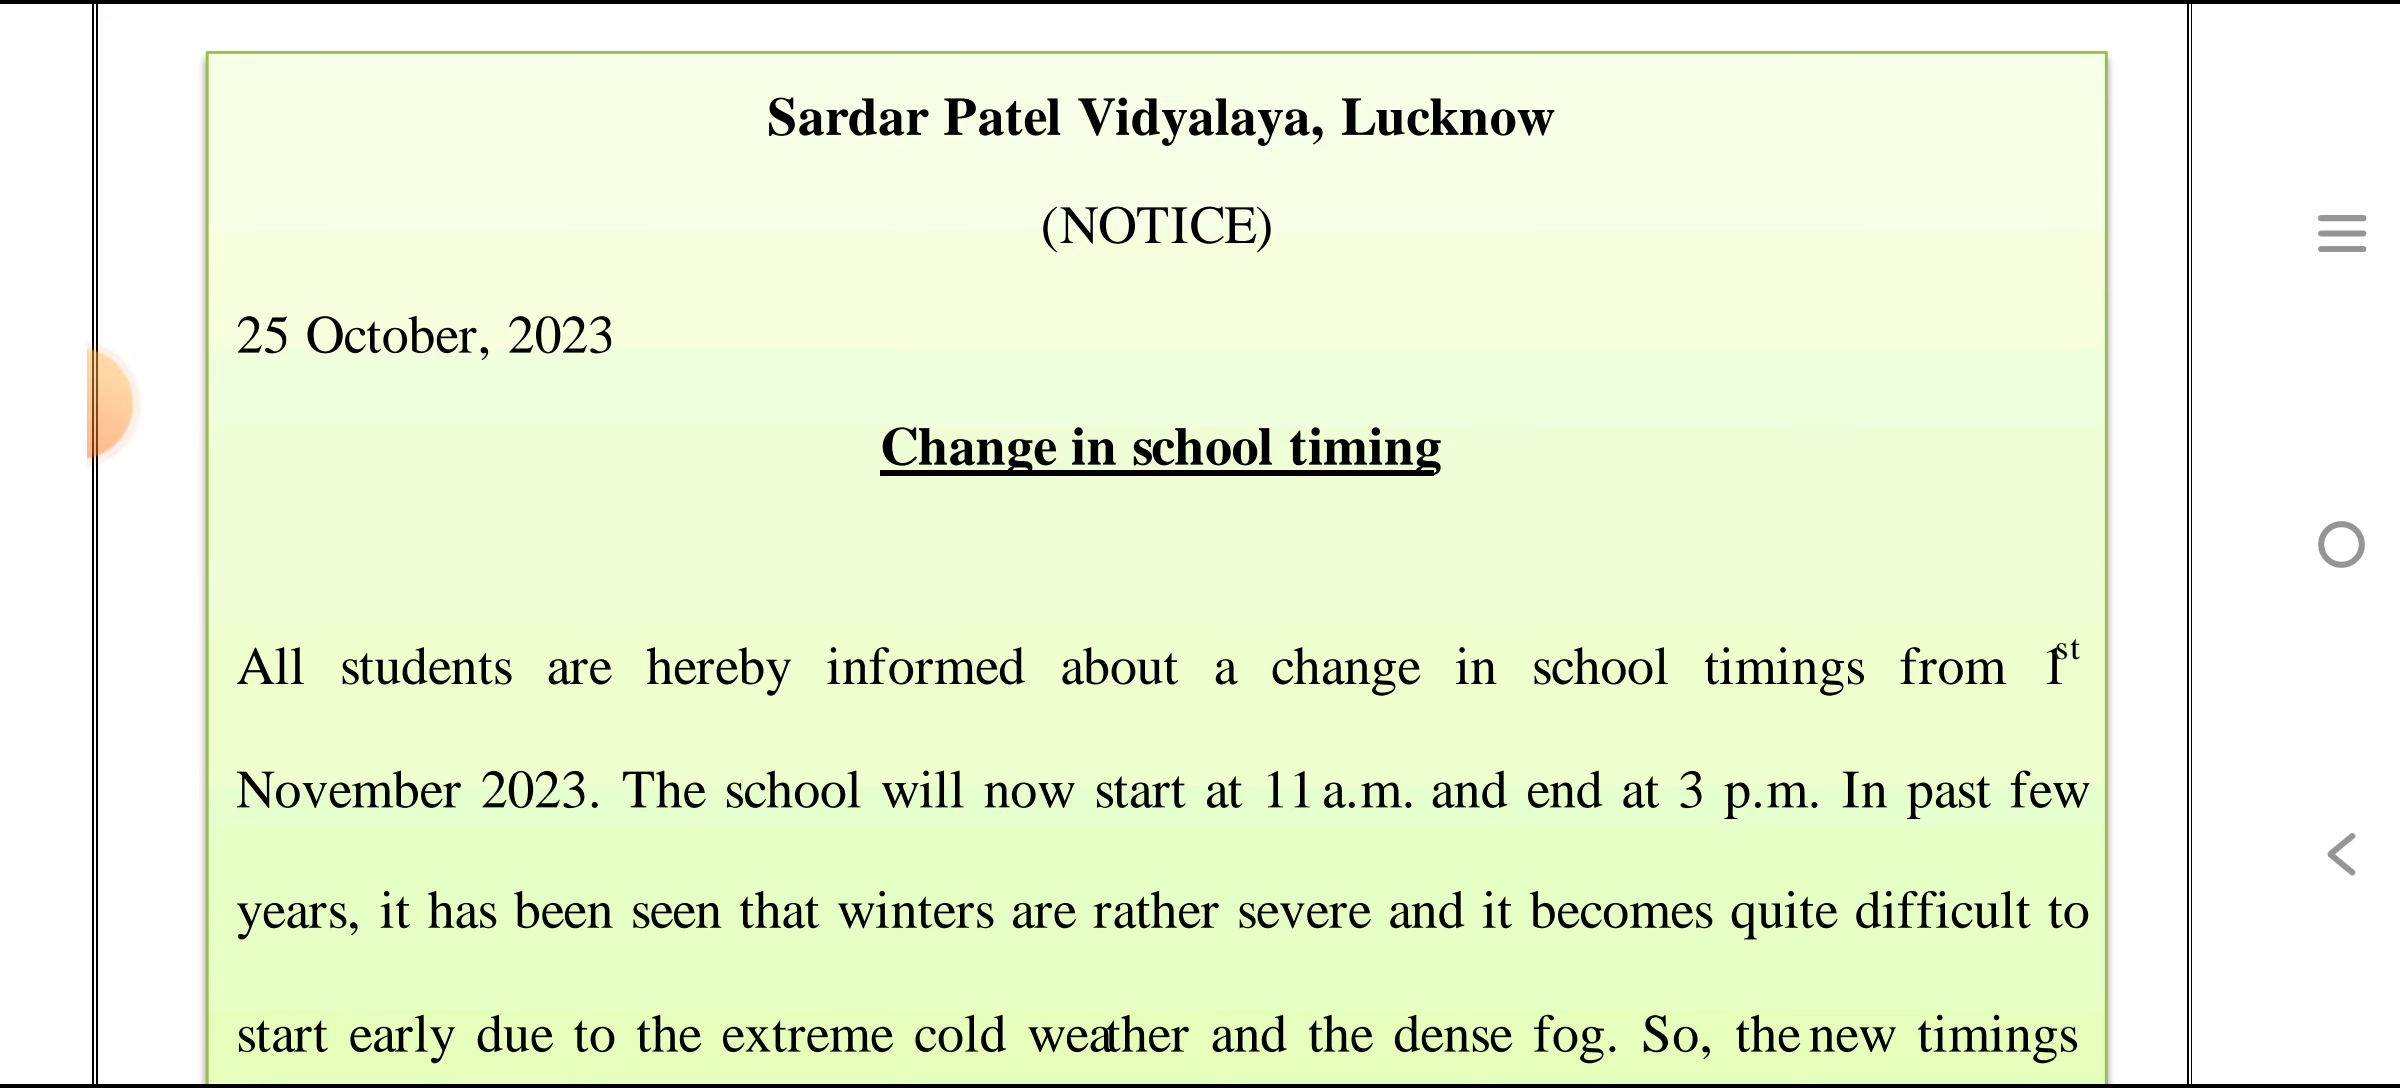 Sardar Patel Vidyalaya, Lucknow
(NOTICE)
25 October, 2023
Change in school timing
All students are hereby informed about a change in school timings from 1st
November 2023. The school will now start at 11 a.m. and end at 3 p.m. In past few
years, it has been seen that winters are rather severe and it becomes quite difficult to
start early due to the extreme cold weather and the dense fog. So, the new timings